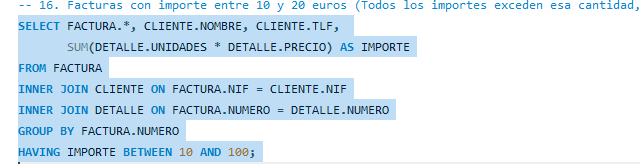 -- 16. Facturas con importe entre 10 y 20 euros (Todos los importes exceden esa cantidad,
SELECT FACTURA.*, CLIENTE.NOMBRE, CLIENTE.TLF,
SUM(DETALLE.UNIDADES * DETALLE.PRECIO) AS IMPORTE
FROM FACTURA
INNER JOIN CLIENTE ON FACTURA.NIF = CLIENTE.NIF
INNER JOIN DETALLE ON FACTURA.NUMERO = DETALLE.NUMERO
GROUP BY FACTURA.NUMERO
HAVING IMPORTE BETWEEN 10 AND 100;